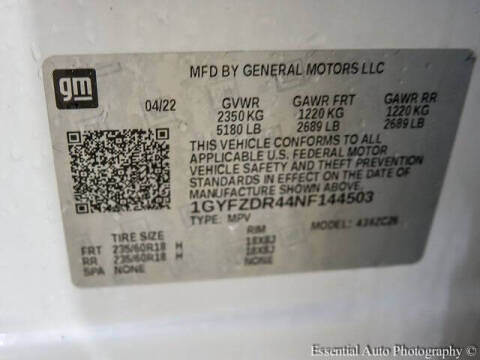 gm
MFD BY GENERAL MOTORS LLC
04/22 GVWR GAWR FRT GAWR RR
2350 KG 1220 KG 1220 KG
5180 LB 2689 LB 2689 LB
THIS VEHICLE CONFORMS TO ALL
APPLICABLE U.S. FEDERAL MOTOR
VEHICLE SAFETY AND THEFT PREVENTION
STANDARDS IN EFFECT ON THE DATE OF
MANUFACTURE SHOWN ABOVE.
1GYFZDR44NF144503
TYPE: MPV MODEL:
TIRE SIZE RIM
FRT 235/60R18 H 18X8J
RR 235/60R18 H 18X8J
SPA NONE NONE
Essential Auto Photography ©